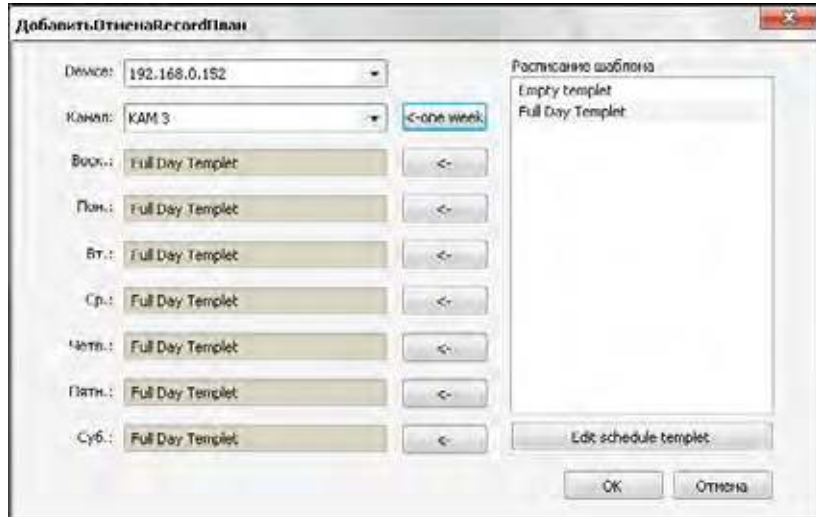 ДобавитьОтменаRecordПлан
Device: 192.168.0.152
Канал: КАМ 3 <-one week
Воск.: Full Day Templet <-
Пон.: Full Day Templet <-
Вт.: Full Day Templet <-
Ср.: Full Day Templet <-
Четв.: Full Day Templet <-
Пятн.: Full Day Templet <-
Суб.: Full Day Templet <-
Расписание шаблона
Empty templet
Full Day Templet
Edit schedule templet
OK Отмена